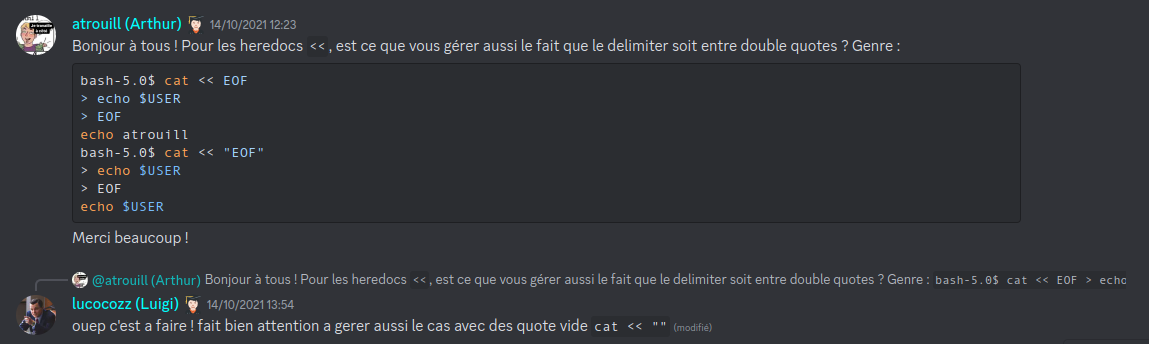 Je travaille
à côté
atrouill (Arthur) 14/10/2021 12:23
Bonjour à tous ! Pour les heredocs <<, est ce que vous gérer aussi le fait que le delimiter soit entre double quotes ? Genre :
bash-5.0$ cat << EOF
> echo $USER
> EOF
echo atrouill
bash-5.0$ cat << "EOF"
> echo $USER
> EOF
echo $USER
Merci beaucoup !
@atrouill (Arthur) Bonjour à tous ! Pour les heredocs <<, est ce que vous gérer aussi le fait que le delimiter soit entre double quotes ? Genre : bash-5.0$ cat << EOF > echo
lucocozz (Luigi) 14/10/2021 13:54
ouep c'est a faire ! fait bien attention a gerer aussi le cas avec des quote vide cat << "" (modifié)